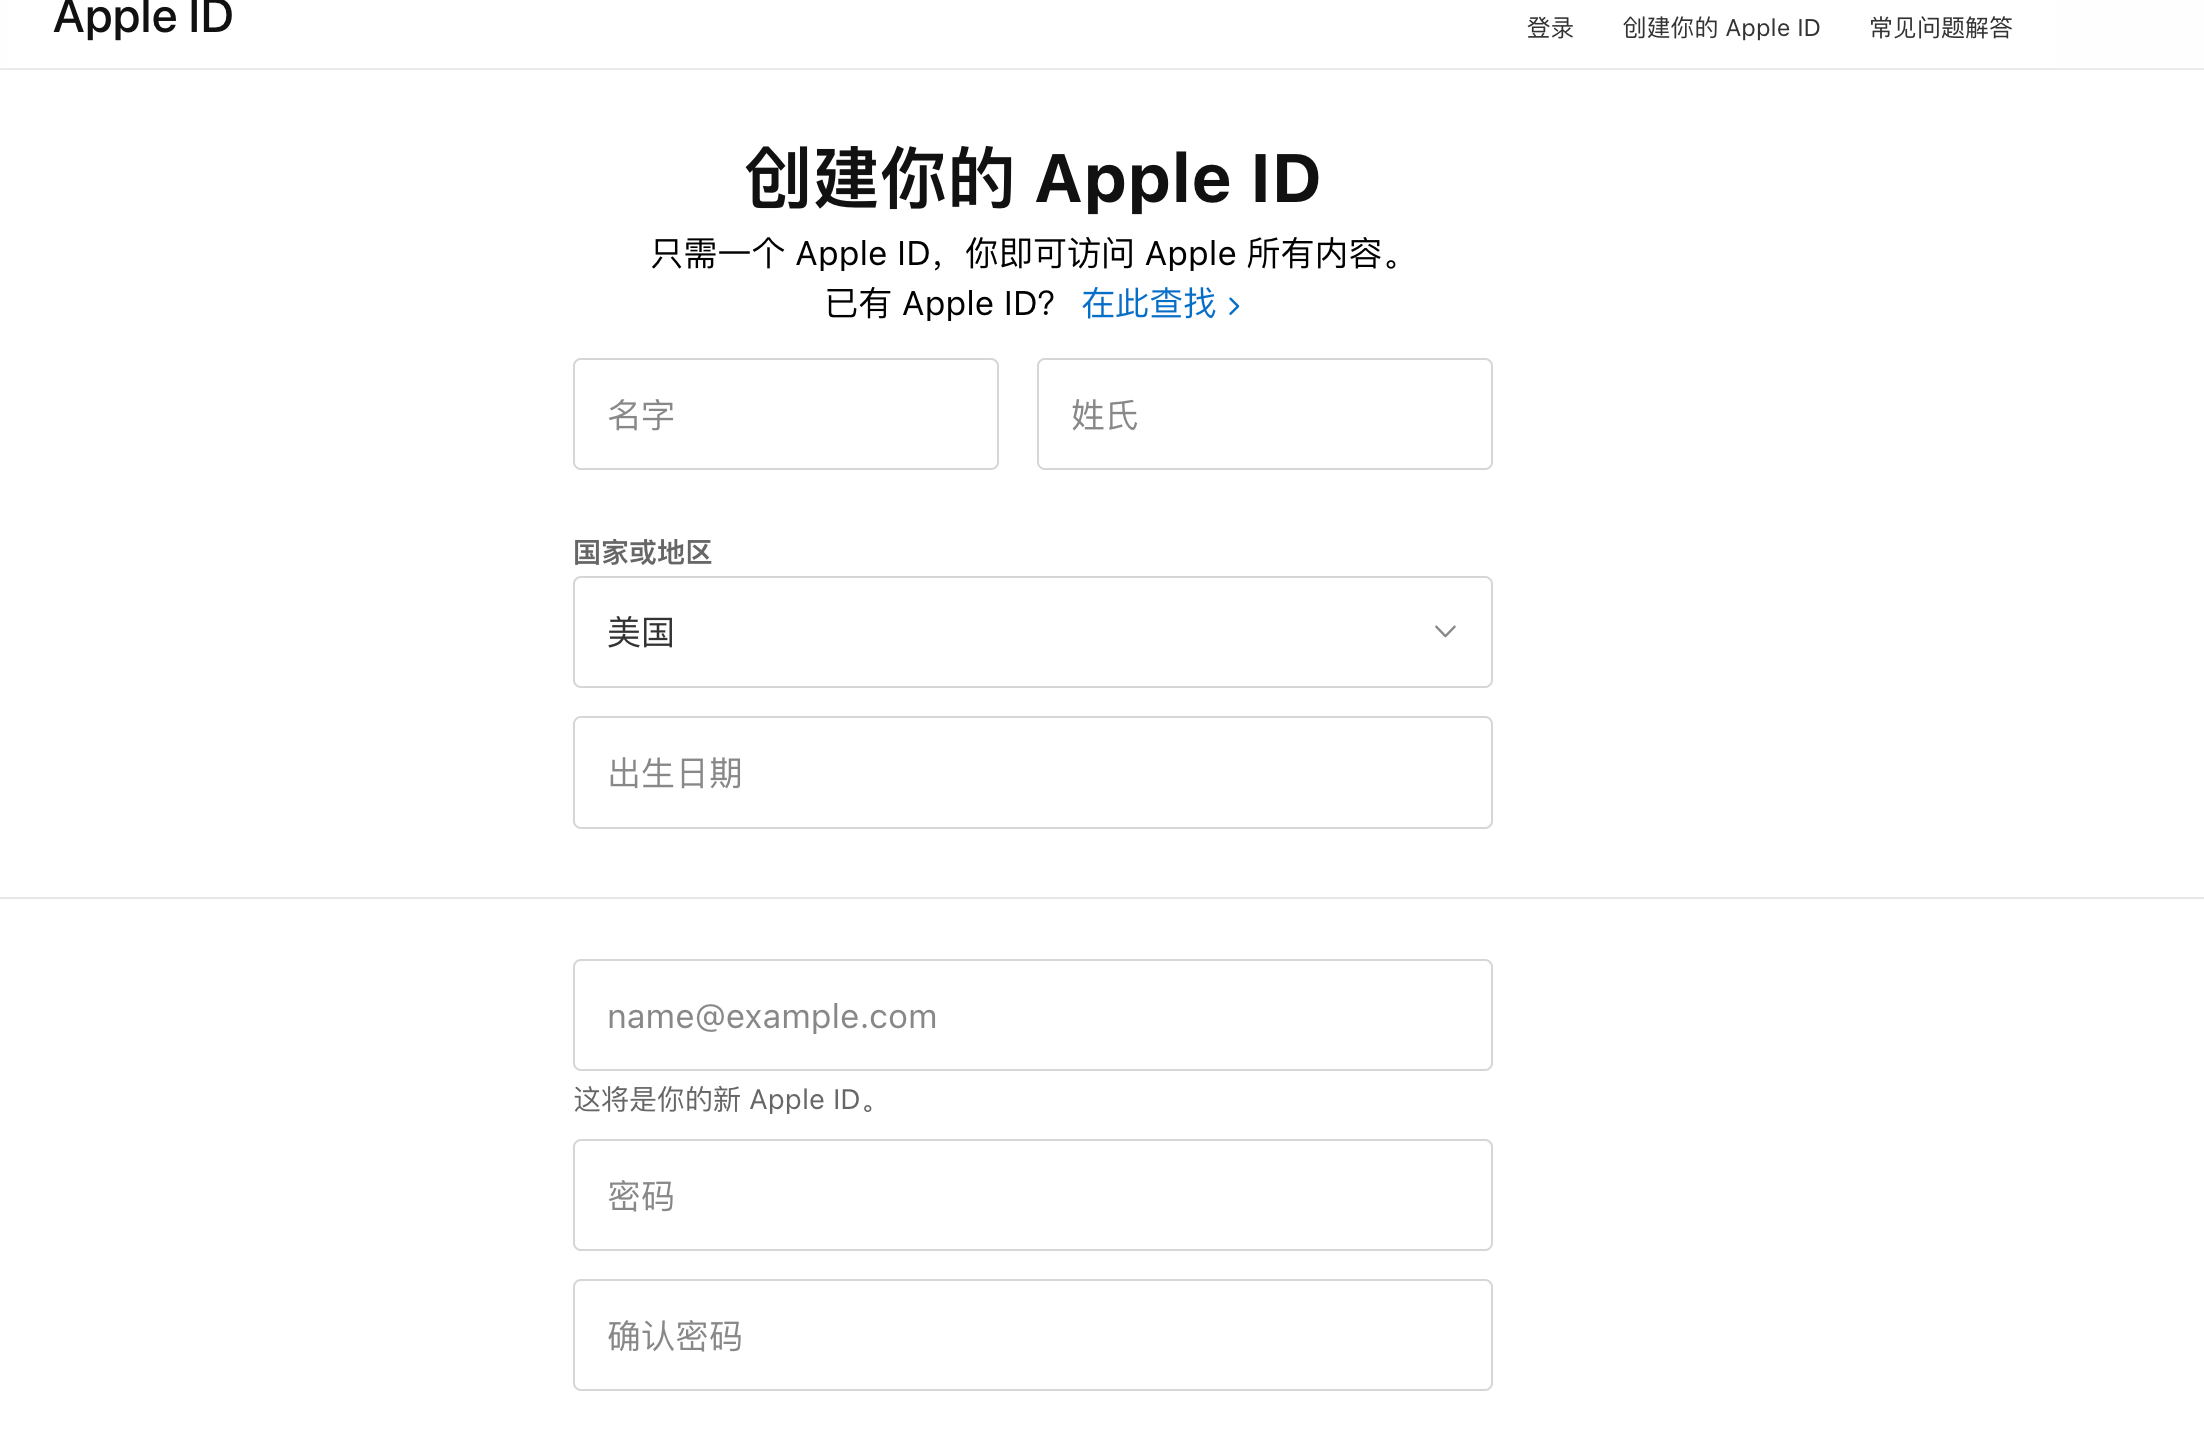 Apple ID
登录 创建你的 Apple ID 常见问题解答
创建你的 Apple ID
只需一个 Apple ID，你即可访问 Apple 所有内容。
已有 Apple ID？ 在此查找 >
名字 姓氏
国家或地区
美国
出生日期
name@example.com
这将是你的新 Apple ID。
密码
确认密码